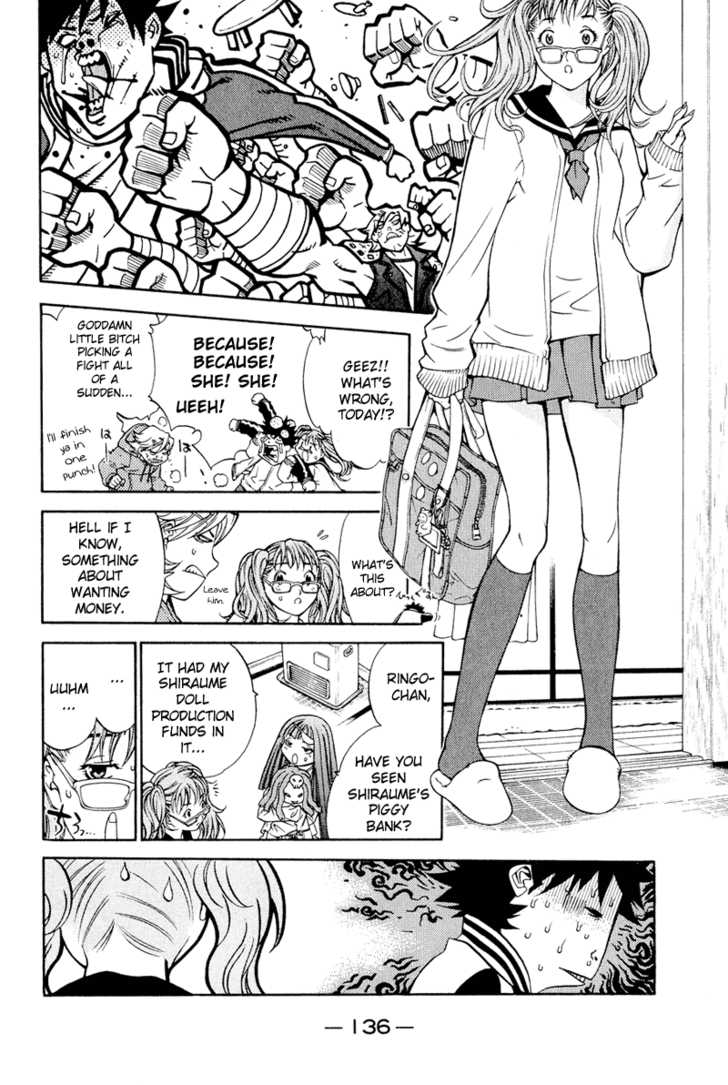 GEEZ!!
WHAT'S
WRONG,
TODAY!?
BECAUSE!
BECAUSE!
SHE! SHE!
UEEH!
GODDAMN
LITTLE BITCH
PICKING A
FIGHT ALL
OF A
SUDDEN...
I'll finish
ya in
one
punch!
は
は
WHAT'S
THIS
ABOUT?
Leave
him.
HELL IF I
KNOW,
SOMETHING
ABOUT
WANTING
MONEY.
RINGO-
CHAN,
HAVE YOU
SEEN
SHIRAUME'S
PIGGY
BANK?
IT HAD MY
SHIRAUME
DOLL
PRODUCTION
FUNDS IN
IT...
...
UUHM
...
— 136 —